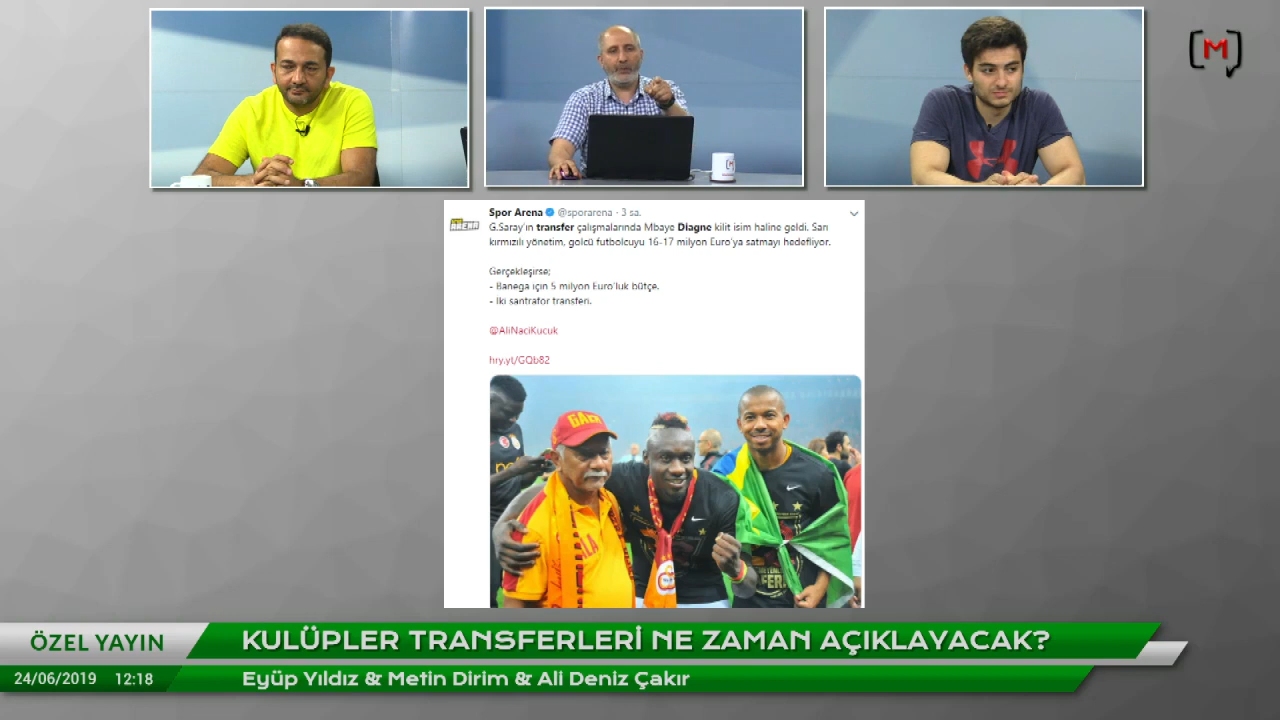 [M]
Spor Arena @sporarena · 3 sa.
ARENA
G.Saray'ın transfer çalışmalarında Mbaye Diagne kilit isim haline geldi. Sarı
kırmızılı yönetim, golcü futbolcuyu 16-17 milyon Euro'ya satmayı hedefliyor.
Gerçekleşirse;
- Banega için 5 milyon Euro'luk bütçe.
- İki santrafor transferi.
@AliNaciKucuk
hry.yt/GQb82
ÖZEL YAYIN
KULÜPLER TRANSFERLERİ NE ZAMAN AÇIKLAYACAK?
24/06/2019 12:18
Eyüp Yıldız & Metin Dirim & Ali Deniz Çakır